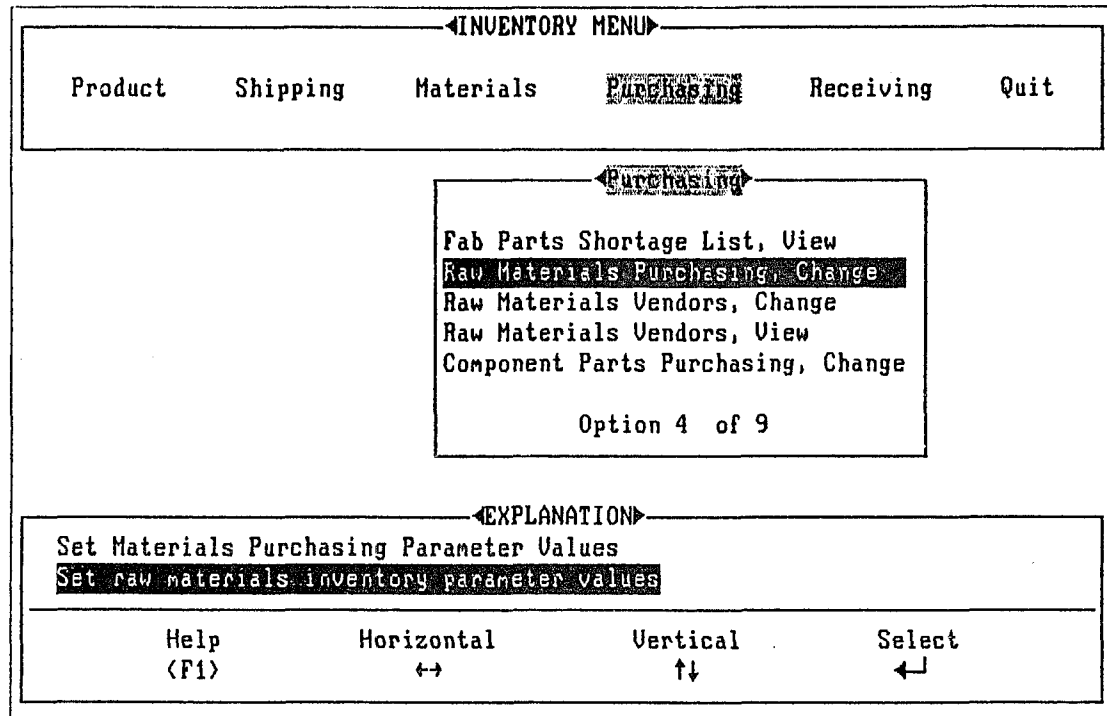 INVENTORY MENU
Product Shipping Materials Purchasing Receiving Quit
Purchasing
Fab Parts Shortage List, View
Raw Materials Purchasing, Change
Raw Materials Vendors, Change
Raw Materials Vendors, View
Component Parts Purchasing, Change
Option 4 of 9
EXPLANATION
Set Materials Purchasing Parameter Values
Set raw materials inventory parameter values
Help Horizontal Vertical Select
<F1> ↔ ↑↓ ↵